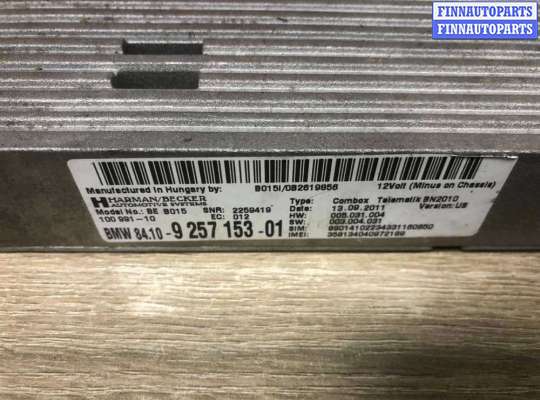 FINNAUTOPARTS
FINNAUTOPARTS
Manufactured in Hungary by: B015I/0B2619856 12Volt (Minus on Chassis)
HARMAN/BECKER
AUTOMOTIVE SYSTEMS
Model No.: BE B015 SNR: 2259419
100 991-10 EC: 012
BMW 84.10-9 257 153-01
Type: Combox Telematik BN2010
Date: 13.09.2011 Version: US
HW: 005.031.004
SW: 003.004.031
SIM: 89014102234331160850
IMEI: 359134040972189